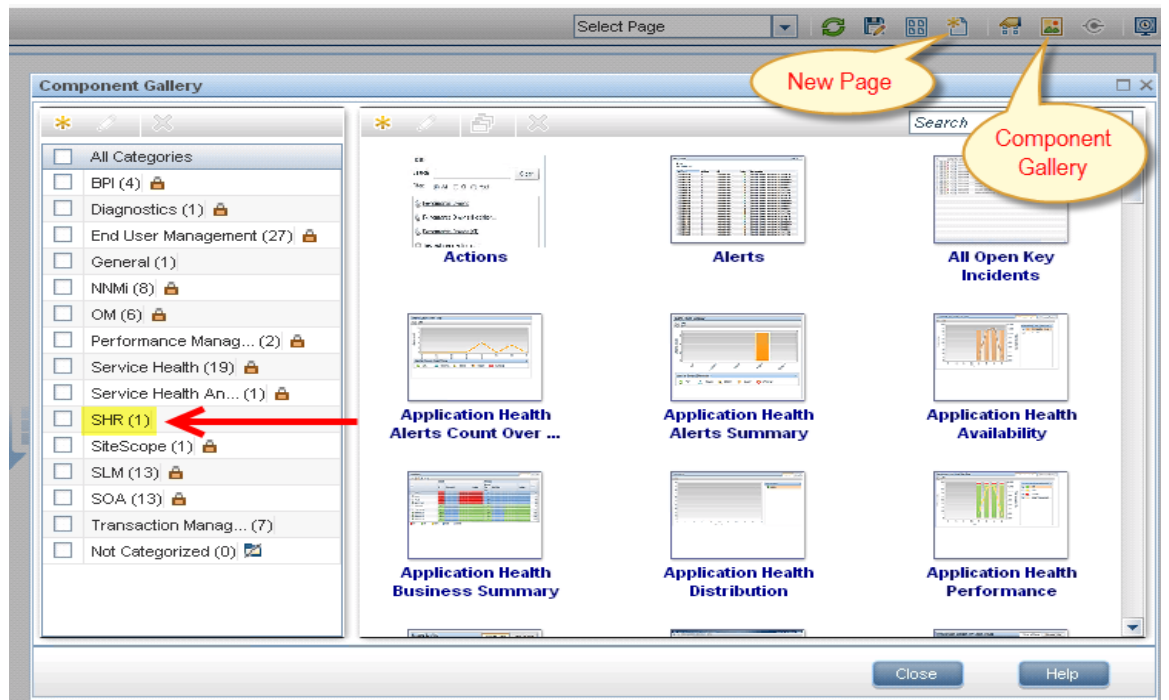 Select Page
New Page
Component Gallery
Component
Gallery
Search
All Categories
BPI (4)
Diagnostics (1)
End User Management (27)
General (1)
NNMi (8)
OM (6)
Performance Manag... (2)
Service Health (19)
Service Health An... (1)
SHR (1)
SiteScope (1)
SLM (13)
SOA (13)
Transaction Manag... (7)
Not Categorized (0)
Actions
Alerts
All Open Key
Incidents
Application Health
Alerts Count Over ...
Application Health
Alerts Summary
Application Health
Availability
Application Health
Business Summary
Application Health
Distribution
Application Health
Performance
Close
Help